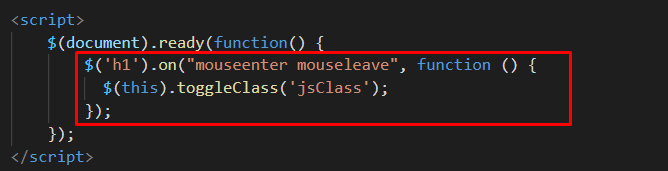 <script>
$(document).ready(function() {
$('h1').on("mouseenter mouseleave", function () {
$(this).toggleClass('jsClass');
});
});
</script>